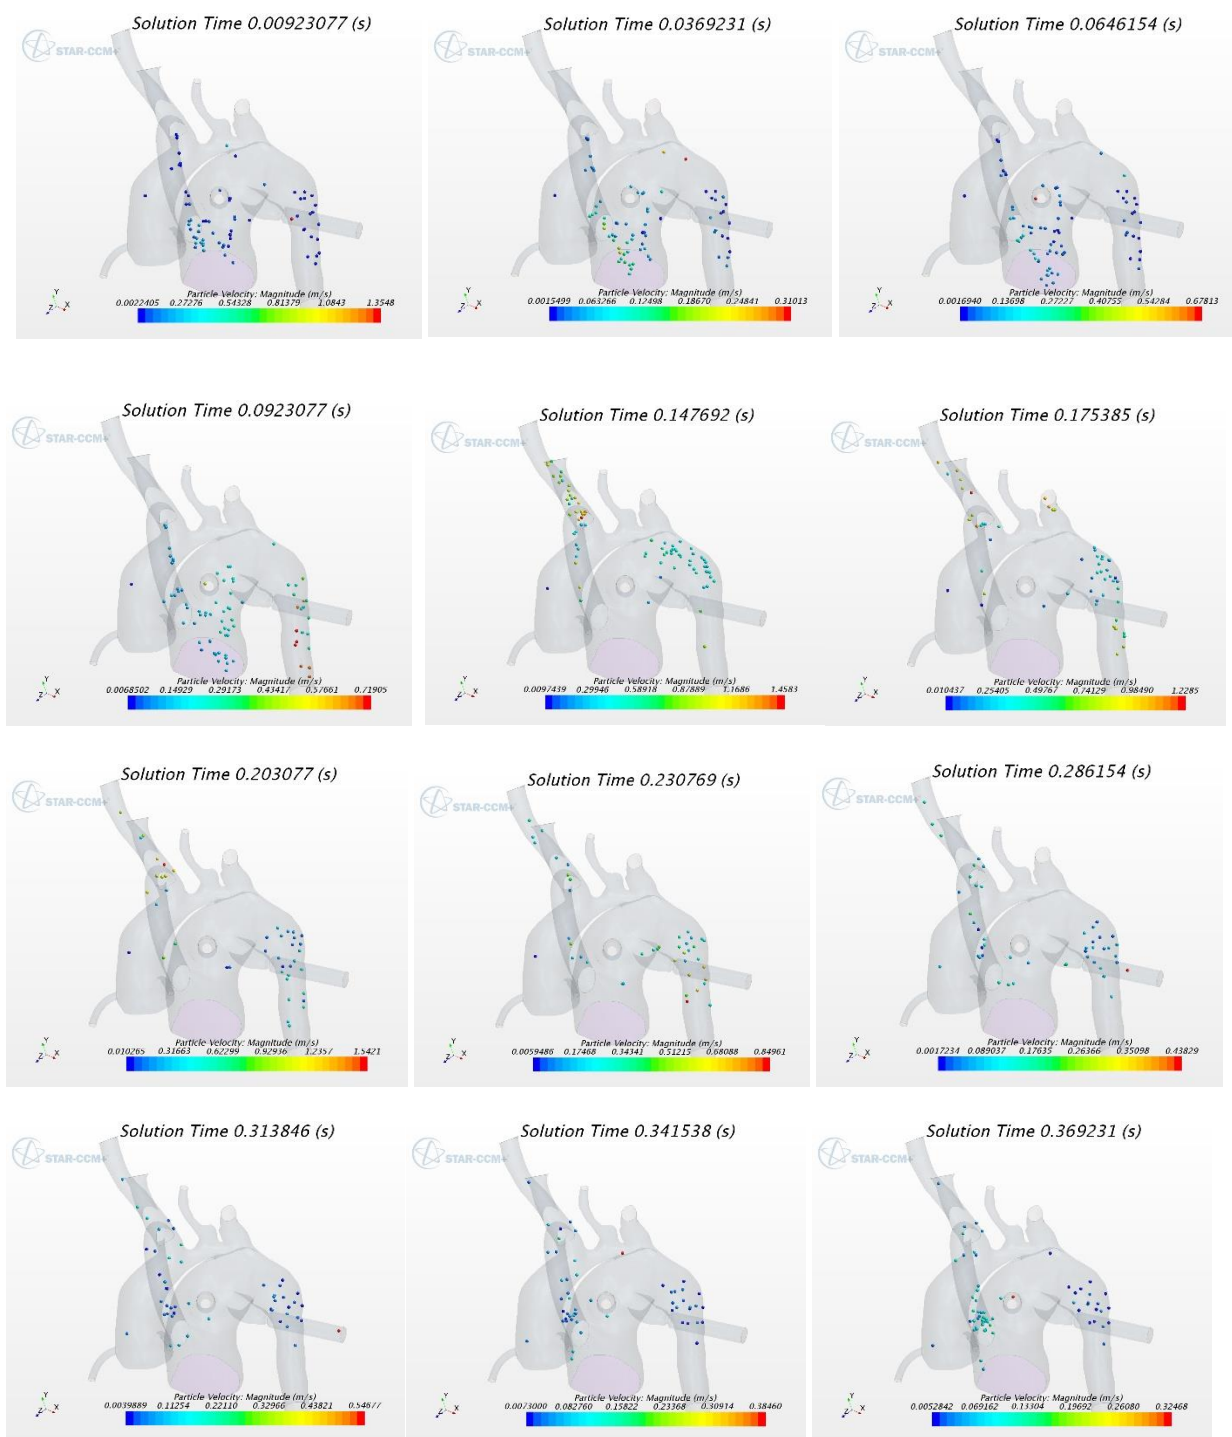 Solution Time 0.00923077 (s)
STAR-CCM+
Y
Z X
Particle Velocity: Magnitude (m/s)
0.0022405 0.27276 0.54328 0.81379 1.0843 1.3548
Solution Time 0.0369231 (s)
STAR-CCM+
Y
Z X
Particle Velocity: Magnitude (m/s)
0.0015499 0.063266 0.12498 0.18670 0.24841 0.31013
Solution Time 0.0646154 (s)
STAR-CCM+
Y
Z X
Particle Velocity: Magnitude (m/s)
0.0016940 0.13698 0.27227 0.40755 0.54284 0.67813
Solution Time 0.0923077 (s)
STAR-CCM+
Y
Z X
Particle Velocity: Magnitude (m/s)
0.0068502 0.14929 0.29173 0.43417 0.57661 0.71905
Solution Time 0.147692 (s)
STAR-CCM+
Y
Z X
Particle Velocity: Magnitude (m/s)
0.0097439 0.29946 0.58918 0.87889 1.1686 1.4583
Solution Time 0.175385 (s)
STAR-CCM+
Y
Z X
Particle Velocity: Magnitude (m/s)
0.010437 0.25405 0.49767 0.74129 0.98490 1.2285
Solution Time 0.203077 (s)
STAR-CCM+
Y
Z X
Particle Velocity: Magnitude (m/s)
0.010265 0.31663 0.62299 0.92936 1.2357 1.5421
Solution Time 0.230769 (s)
STAR-CCM+
Y
Z X
Particle Velocity: Magnitude (m/s)
0.0059486 0.17468 0.34341 0.51215 0.68088 0.84961
Solution Time 0.286154 (s)
STAR-CCM+
Y
Z X
Particle Velocity: Magnitude (m/s)
0.0017234 0.089037 0.17635 0.26366 0.35098 0.43829
Solution Time 0.313846 (s)
STAR-CCM+
Y
Z X
Particle Velocity: Magnitude (m/s)
0.0039889 0.11254 0.22110 0.32966 0.43821 0.54677
Solution Time 0.341538 (s)
STAR-CCM+
Y
Z X
Particle Velocity: Magnitude (m/s)
0.0073000 0.082760 0.15822 0.23368 0.30914 0.38460
Solution Time 0.369231 (s)
STAR-CCM+
Y
Z X
Particle Velocity: Magnitude (m/s)
0.0052842 0.069162 0.13304 0.19692 0.26080 0.32468